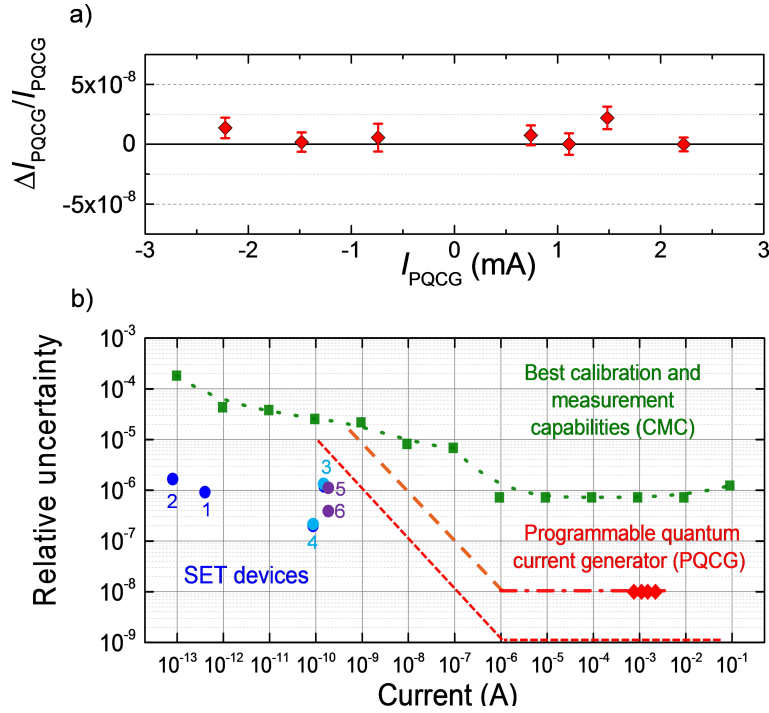 a)
ΔI_PQCG/I_PQCG
5x10⁻⁸
0
-5x10⁻⁸
−3
−2
−1
0
1
2
3
I_PQCG (mA)
b)
Relative uncertainty
10⁻³
10⁻⁴
10⁻⁵
10⁻⁶
10⁻⁷
10⁻⁸
10⁻⁹
Best calibration and
measurement
capabilities (CMC)
3
5
2
1
6
4
SET devices
Programmable quantum
current generator (PQCG)
10⁻¹³
10⁻¹²
10⁻¹¹
10⁻¹⁰
10⁻⁹
10⁻⁸
10⁻⁷
10⁻⁶
10⁻⁵
10⁻⁴
10⁻³
10⁻²
10⁻¹
Current (A)